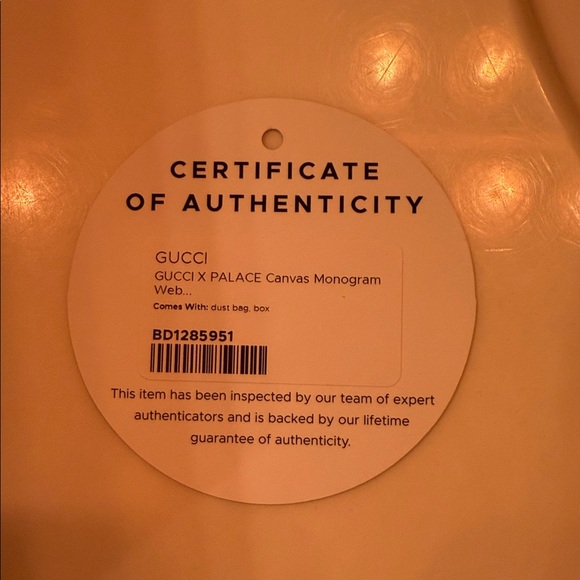 CERTIFICATE
OF AUTHENTICITY
GUCCI
GUCCI X PALACE Canvas Monogram
Web...
Comes With: dust bag, box
BD1285951
This item has been inspected by our team of expert
authenticators and is backed by our lifetime
guarantee of authenticity.